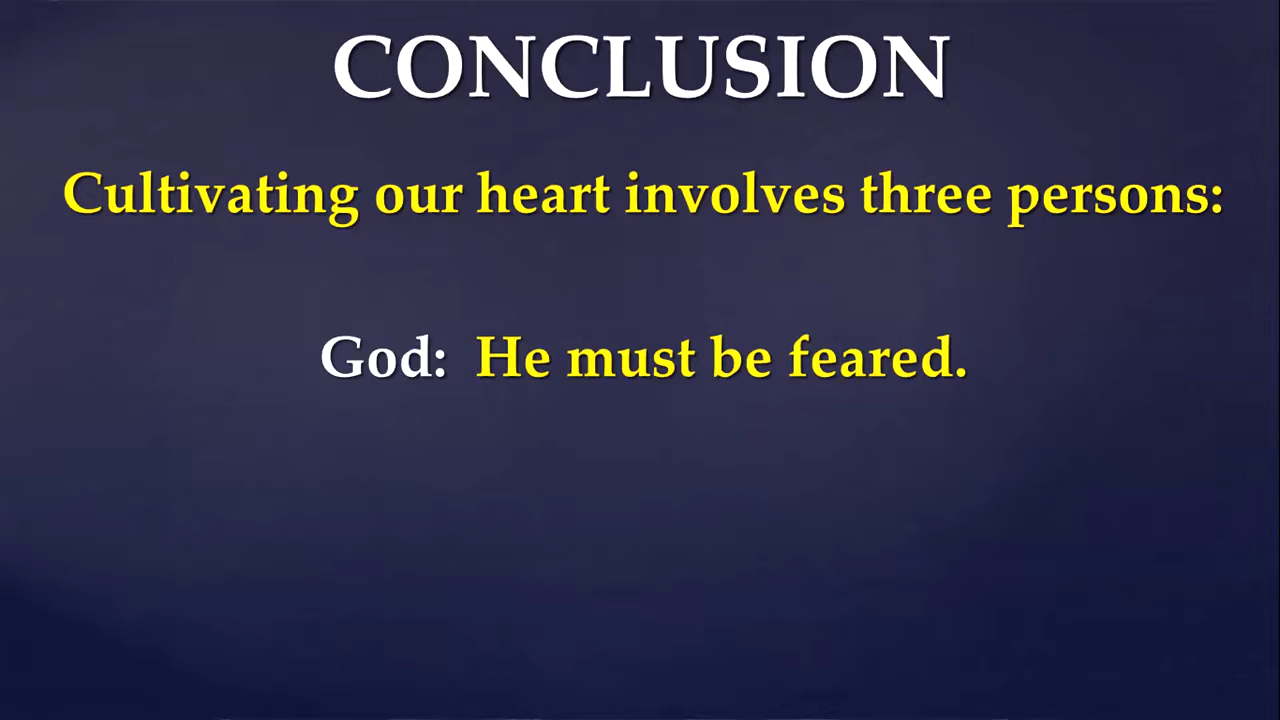 CONCLUSION
Cultivating our heart involves three persons:
God: He must be feared.